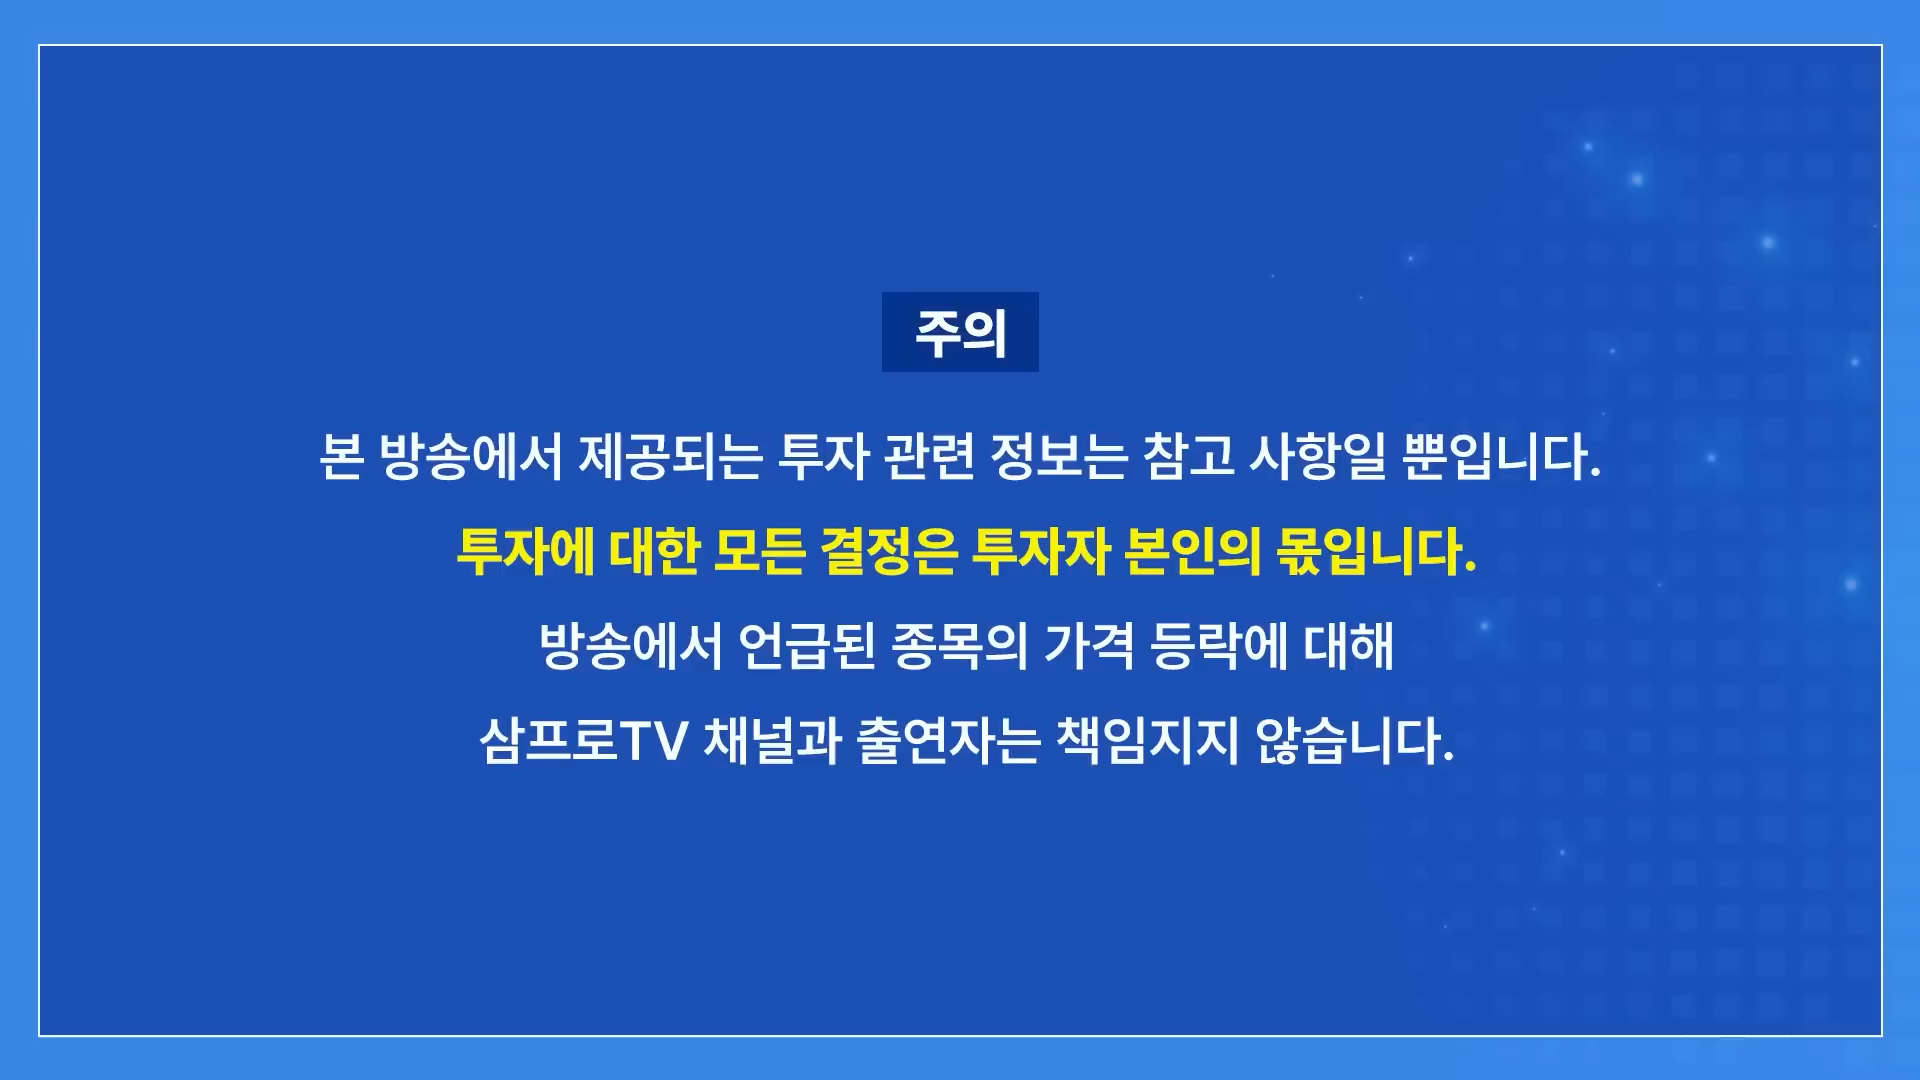 주의
본 방송에서 제공되는 투자 관련 정보는 참고 사항일 뿐입니다.
투자에 대한 모든 결정은 투자자 본인의 몫입니다.
방송에서 언급된 종목의 가격 등락에 대해
삼프로TV 채널과 출연자는 책임지지 않습니다.